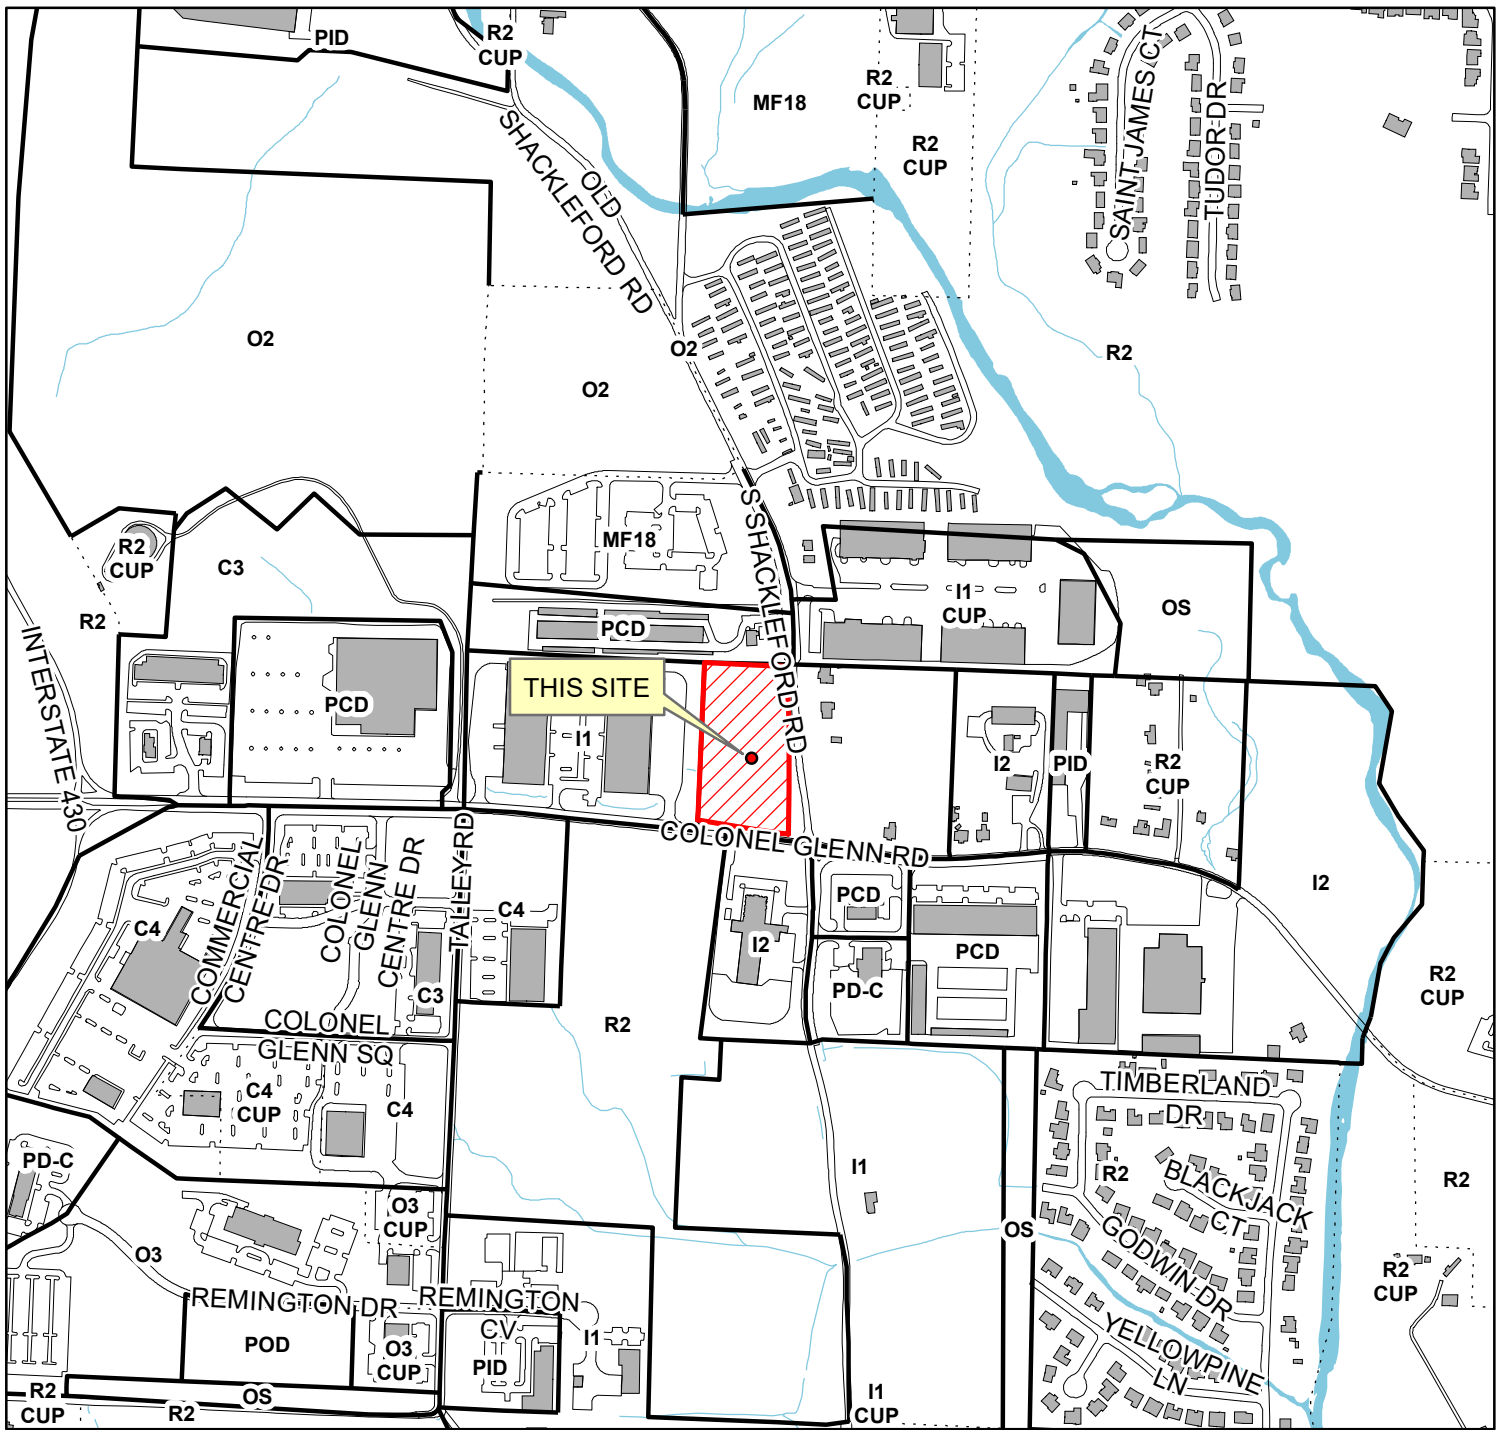 PID
R2
CUP
MF18
R2
CUP
R2
CUP
SAINT JAMES CT
TUDOR DR
OLD
SHACKLEFORD RD
O2
O2
O2
R2
S SHACKLEFORD RD
MF18
R2
CUP
C3
R2
PCD
I1
CUP
OS
INTERSTATE 430
PCD
THIS SITE
I1
I2
PID
R2
CUP
COLONEL GLENN RD
I2
COMMERCIAL
CENTRE DR
COLONEL
GLENN
CENTRE DR
TALLEY RD
C4
C4
C3
I2
PCD
PD-C
PCD
R2
CUP
R2
COLONEL
GLENN SQ
C4
CUP
C4
TIMBERLAND
DR
R2
BLACKJACK
CT
GODWIN DR
YELLOWPINE
LN
PD-C
I1
R2
OS
O3
CUP
O3
R2
CUP
REMINGTON DR
REMINGTON
CV
POD
O3
CUP
PID
I1
R2
CUP
OS
R2
I1
CUP